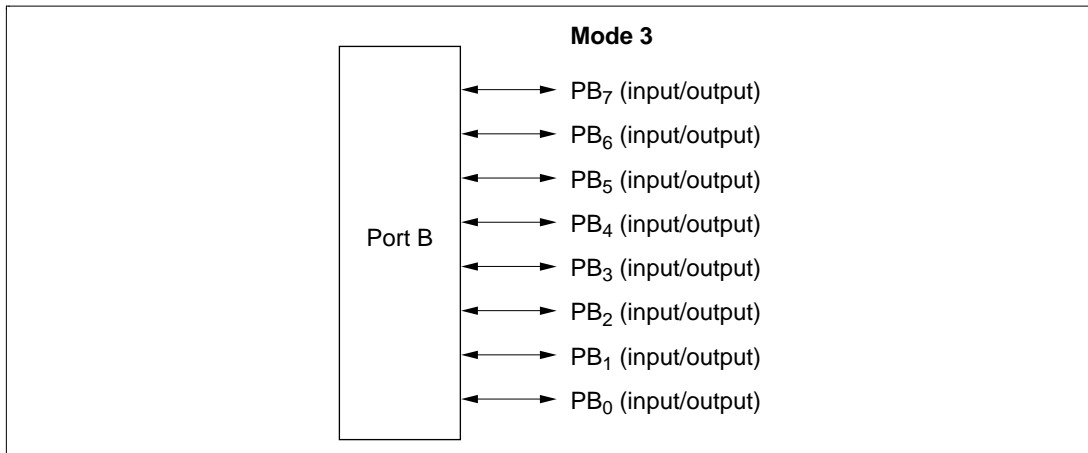 Mode 3
PB7 (input/output)
PB6 (input/output)
PB5 (input/output)
PB4 (input/output)
Port B
PB3 (input/output)
PB2 (input/output)
PB1 (input/output)
PB0 (input/output)